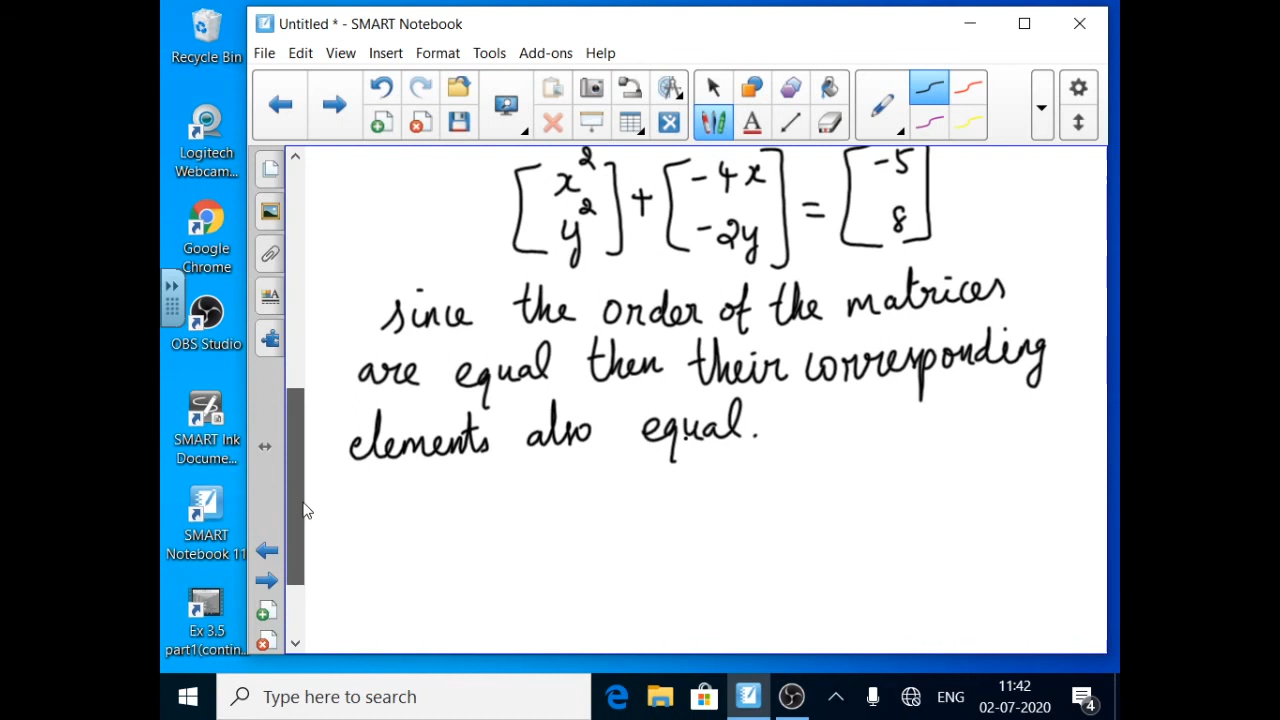 Untitled * - SMART Notebook
File Edit View Insert Format Tools Add-ons Help
Recycle Bin
Logitech
Webcam...
Google
Chrome
OBS Studio
SMART Ink
Docume...
SMART
Notebook 11
Ex 3.5
part1(contin...
[x² y²] + [-4x -2y] = [-5 8]
since the order of the matrices
are equal then their corresponding
elements also equal.
Type here to search
ENG
11:42
02-07-2020
4